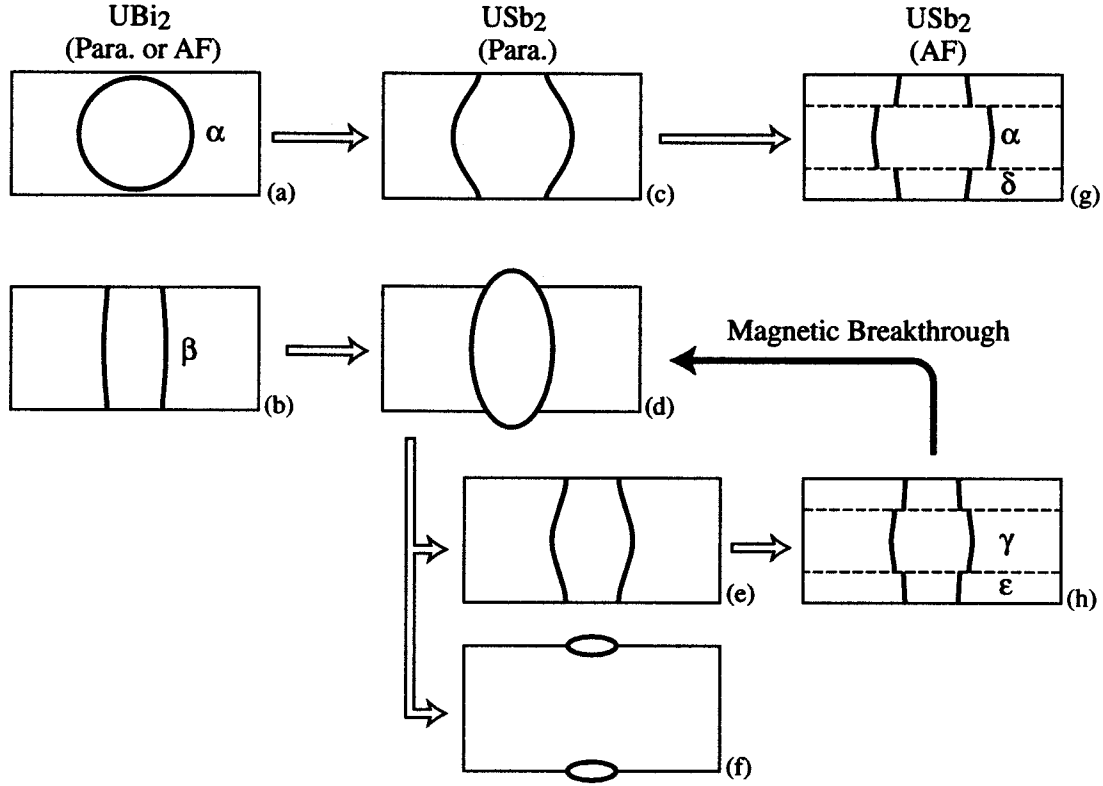 UBi₂
(Para. or AF)
USb₂
(Para.)
USb₂
(AF)
α
(a)
(c)
α
δ
(g)
β
(b)
(d)
Magnetic Breakthrough
(e)
γ
ε
(h)
(f)